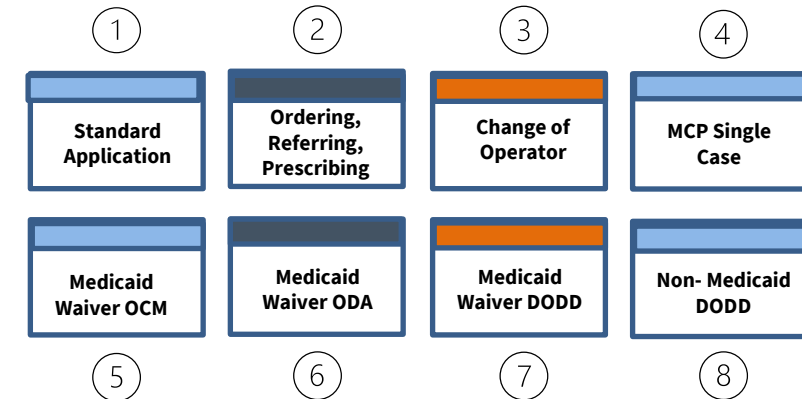 1 2 3 4
Standard
Application
Ordering,
Referring,
Prescribing
Change of
Operator
MCP Single
Case
Medicaid
Waiver OCM
Medicaid
Waiver ODA
Medicaid
Waiver DODD
Non- Medicaid
DODD
5 6 7 8